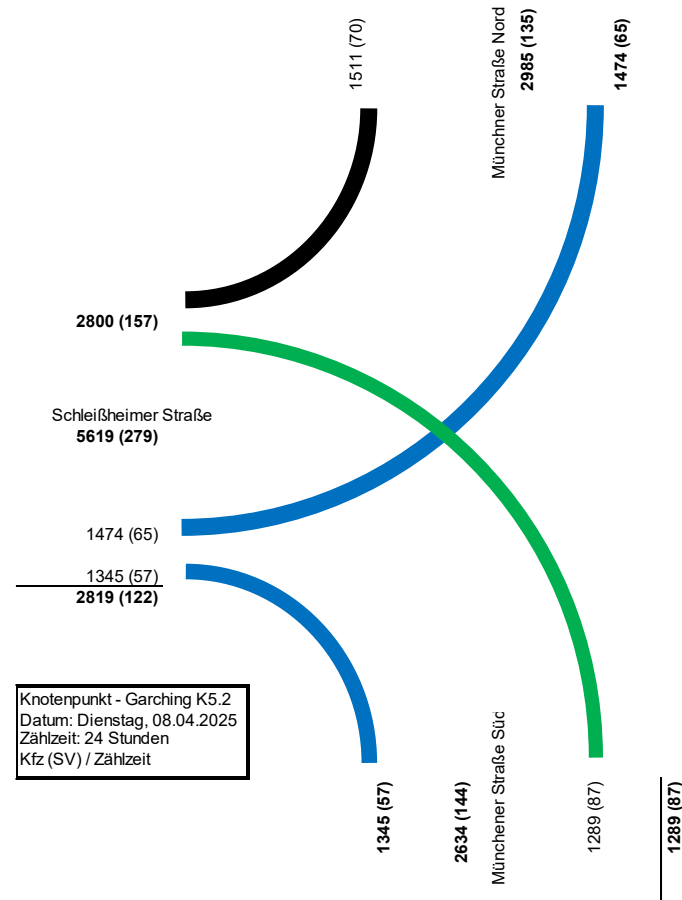 1511 (70)
Münchner Straße Nord
2985 (135)
1474 (65)
2800 (157)
Schleißheimer Straße
5619 (279)
1474 (65)
1345 (57)
2819 (122)
Knotenpunkt - Garching K5.2
Datum: Dienstag, 08.04.2025
Zählzeit: 24 Stunden
Kfz (SV) / Zählzeit
1345 (57)
2634 (144)
Münchener Straße Süd
1289 (87)
1289 (87)